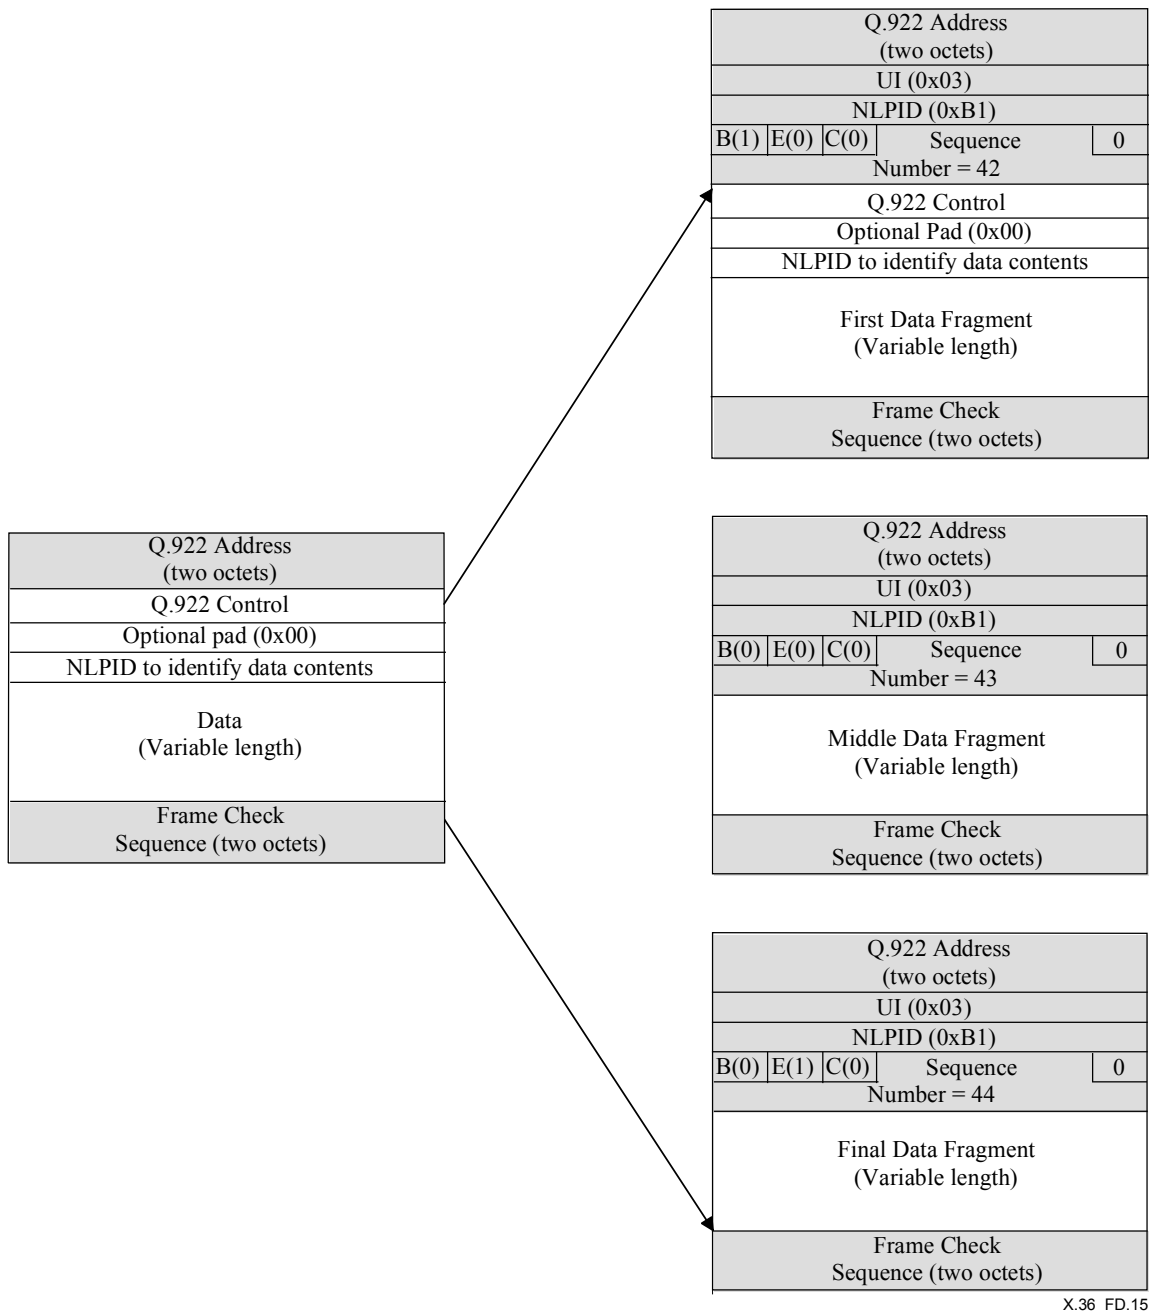 Q.922 Address
(two octets)
Q.922 Control
Optional pad (0x00)
NLPID to identify data contents
Data
(Variable length)
Frame Check
Sequence (two octets)
Q.922 Address
(two octets)
UI (0x03)
NLPID (0xB1)
B(1) E(0) C(0) Sequence 0
Number = 42
Q.922 Control
Optional Pad (0x00)
NLPID to identify data contents
First Data Fragment
(Variable length)
Frame Check
Sequence (two octets)
Q.922 Address
(two octets)
UI (0x03)
NLPID (0xB1)
B(0) E(0) C(0) Sequence 0
Number = 43
Middle Data Fragment
(Variable length)
Frame Check
Sequence (two octets)
Q.922 Address
(two octets)
UI (0x03)
NLPID (0xB1)
B(0) E(1) C(0) Sequence 0
Number = 44
Final Data Fragment
(Variable length)
Frame Check
Sequence (two octets)
X.36 FD.15